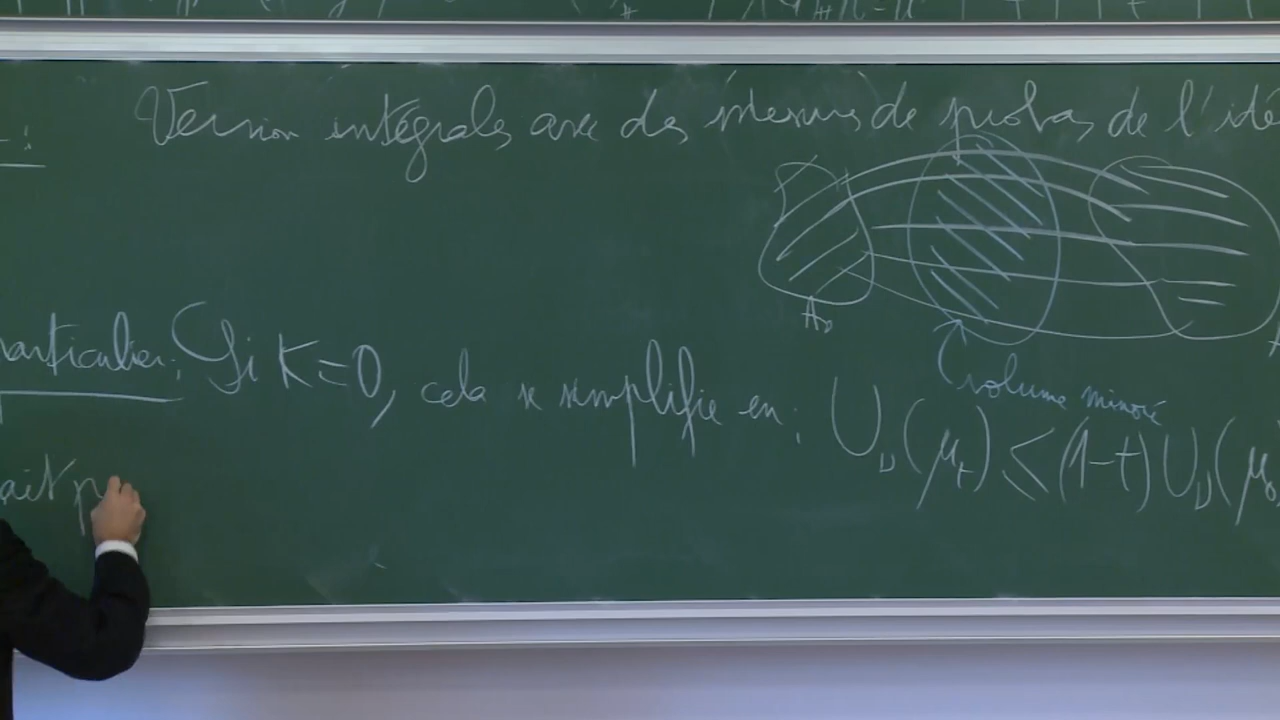 Version intégrale, avec des mesures de probas de l'idé
A₀
volume minoré
particulier: Si K=0, cela se simplifie en: U_ν(μ_t) ≤ (1-t) U_ν(μ₀
ait p